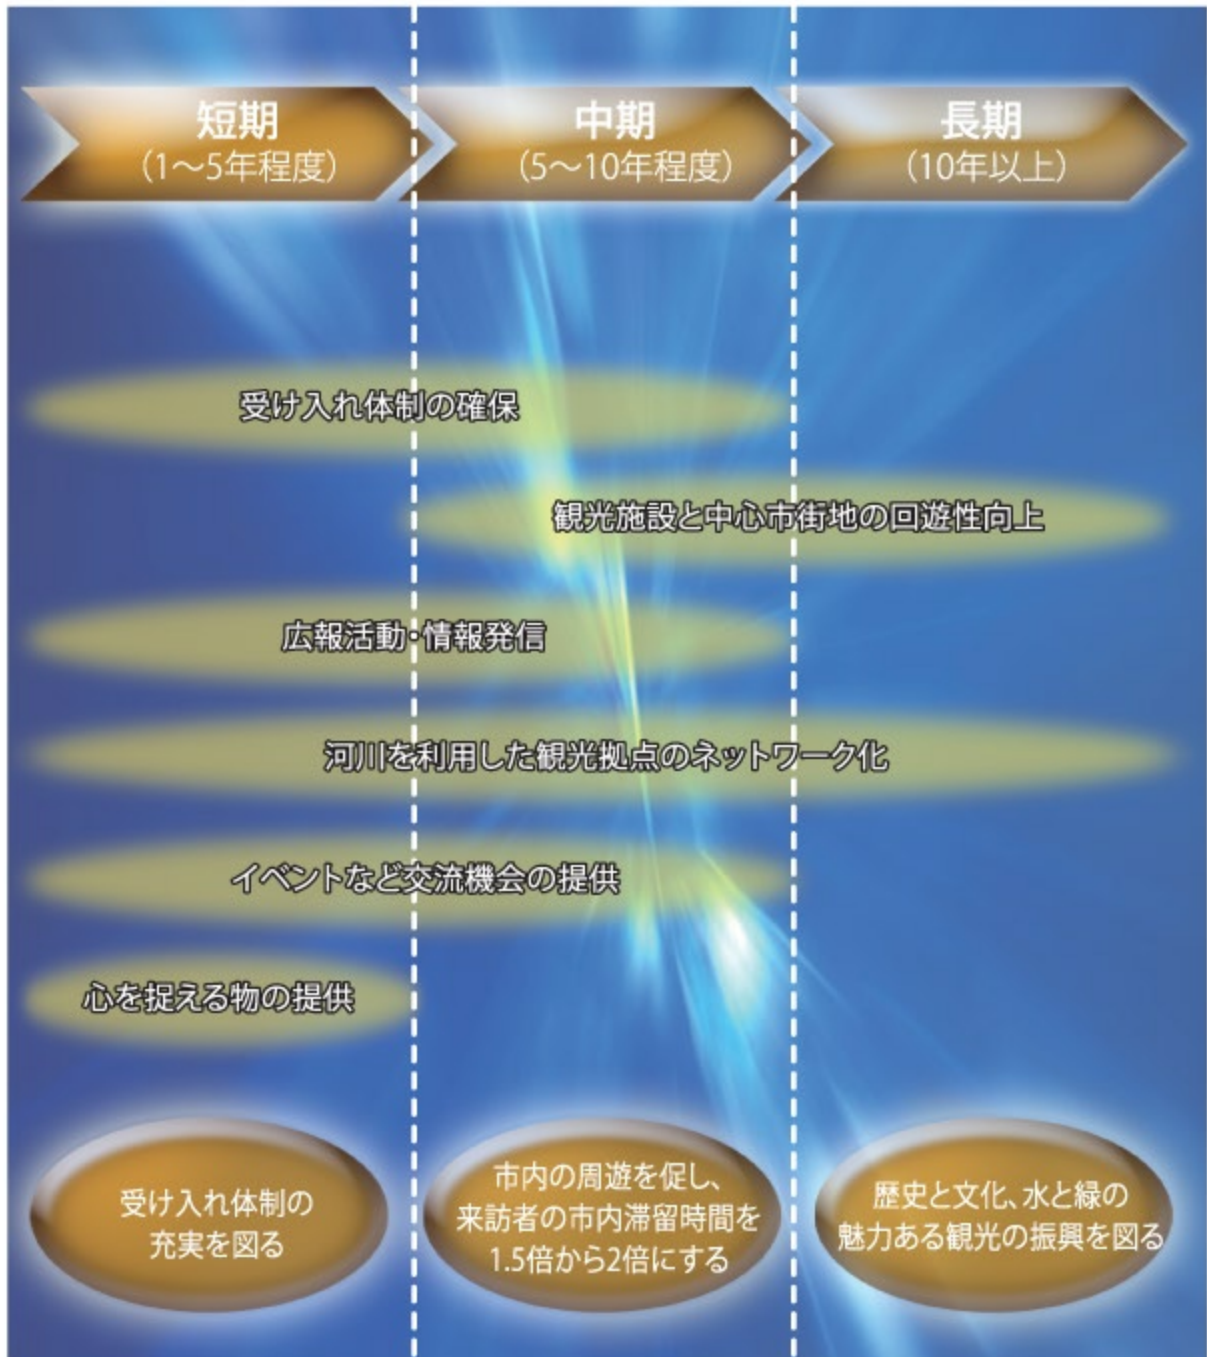 短期
(1〜5年程度)
中期
(5〜10年程度)
長期
(10年以上)
受け入れ体制の確保
観光施設と中心市街地の回遊性向上
広報活動・情報発信
河川を利用した観光拠点のネットワーク化
イベントなど交流機会の提供
心を捉える物の提供
受け入れ体制の
充実を図る
市内の周遊を促し、
来訪者の市内滞留時間を
1.5倍から2倍にする
歴史と文化、水と緑の
魅力ある観光の振興を図る